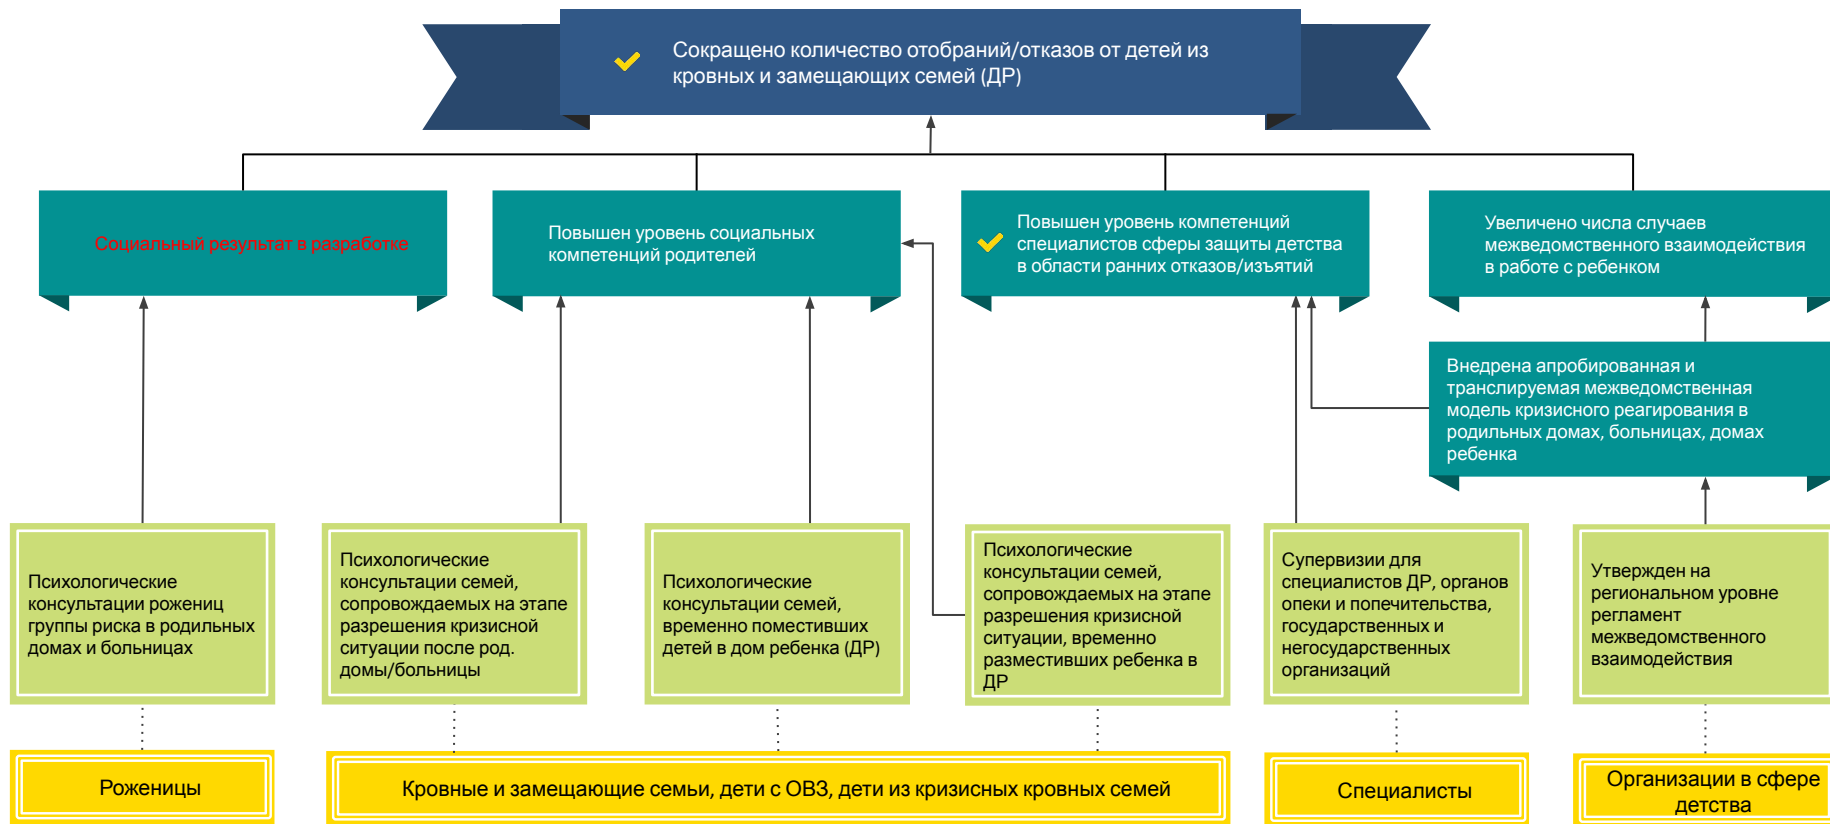 Сокращено количество отобраний/отказов от детей из
кровных и замещающих семей (ДР)
Социальный результат в разработке
Повышен уровень социальных
компетенций родителей
Повышен уровень компетенций
специалистов сферы защиты детства
в области ранних отказов/изъятий
Увеличено числа случаев
межведомственного взаимодействия
в работе с ребенком
Внедрена апробированная и
транслируемая межведомственная
модель кризисного реагирования в
родильных домах, больницах, домах
ребенка
Психологические
консультации рожениц
группы риска в родильных
домах и больницах
Психологические
консультации семей,
сопровождаемых на этапе
разрешения кризисной
ситуации после род.
домы/больницы
Психологические
консультации семей,
временно поместивших
детей в дом ребенка (ДР)
Психологические
консультации семей,
сопровождаемых на этапе
разрешения кризисной
ситуации, временно
разместивших ребенка в
ДР
Супервизии для
специалистов ДР, органов
опеки и попечительства,
государственных и
негосударственных
организаций
Утвержден на
региональном уровне
регламент
межведомственного
взаимодействия
Роженицы
Кровные и замещающие семьи, дети с ОВЗ, дети из кризисных кровных семей
Специалисты
Организации в сфере
детства